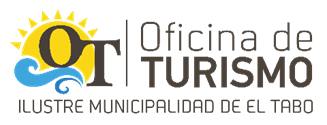 OT
Oficina de
TURISMO
ILUSTRE MUNICIPALIDAD DE EL TABO